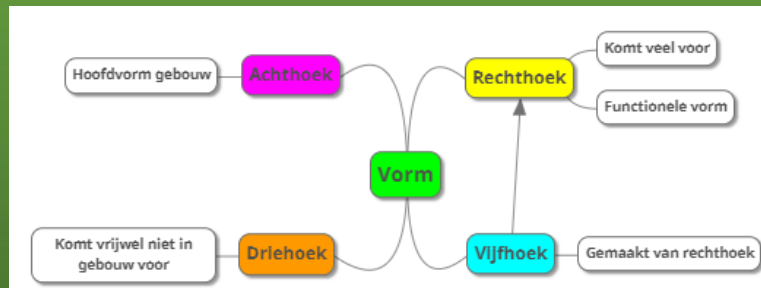 Hoofdvorm gebouw
Achthoek
Rechthoek
Komt veel voor
Functionele vorm
Vorm
Komt vrijwel niet in
gebouw voor
Driehoek
Vijfhoek
Gemaakt van rechthoek